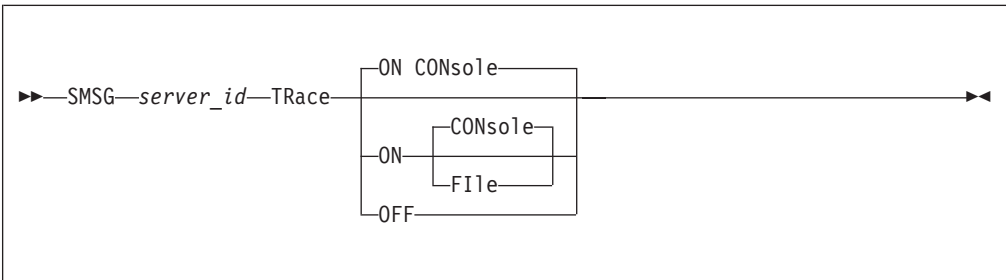 ON CONsole
SMSG server_id TRace
CONsole
ON
FIle
OFF